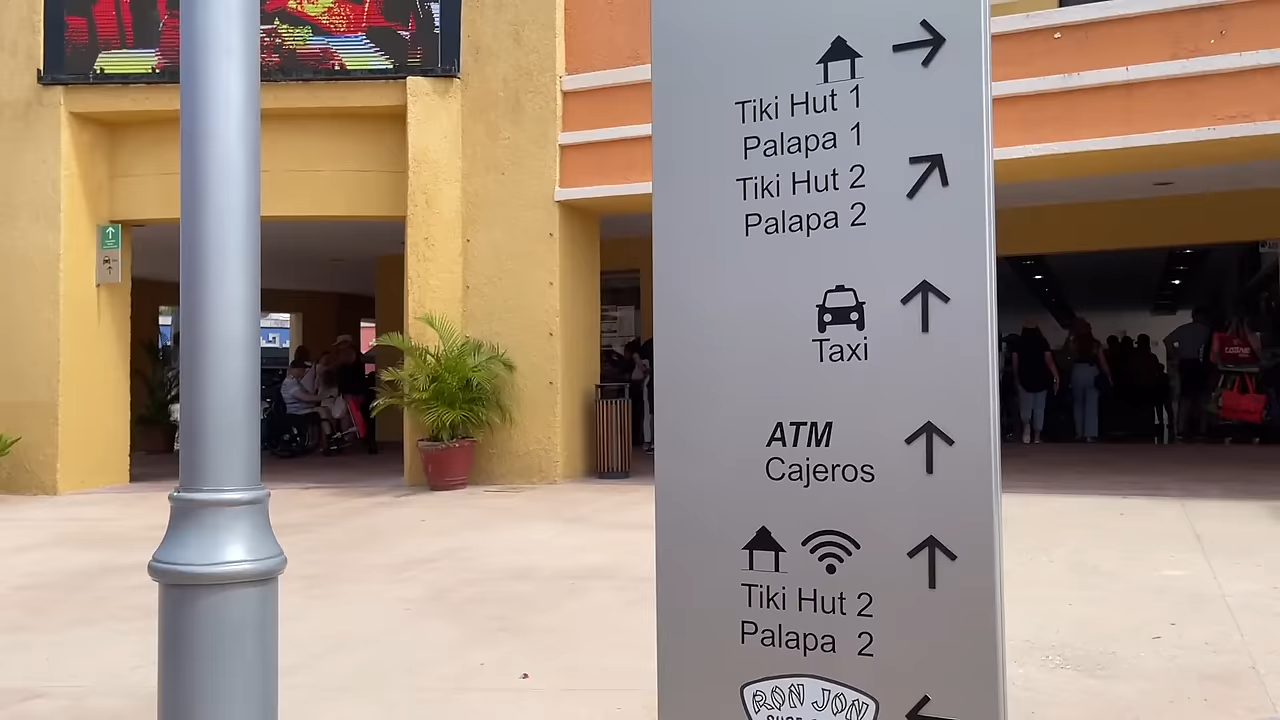 Tiki Hut 1
Palapa 1
Tiki Hut 2
Palapa 2
Taxi
ATM
Cajeros
Tiki Hut 2
Palapa 2
RON JON